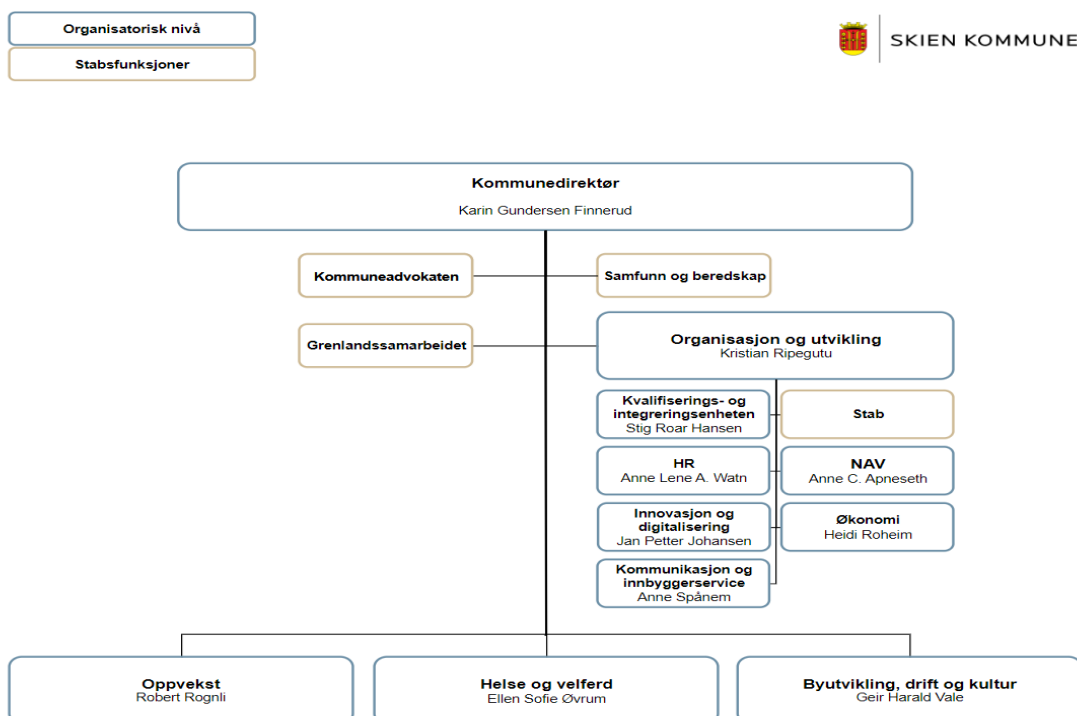 Organisatorisk nivå
Stabsfunksjoner
SKIEN KOMMUNE
Kommunedirektør
Karin Gundersen Finnerud
Kommuneadvokaten
Samfunn og beredskap
Grenlandssamarbeidet
Organisasjon og utvikling
Kristian Ripegutu
Kvalifiserings- og
integreringsenheten
Stig Roar Hansen
Stab
HR
Anne Lene A. Watn
NAV
Anne C. Apneseth
Innovasjon og
digitalisering
Jan Petter Johansen
Økonomi
Heidi Roheim
Kommunikasjon og
innbyggerservice
Anne Spånem
Oppvekst
Robert Rognli
Helse og velferd
Ellen Sofie Øvrum
Byutvikling, drift og kultur
Geir Harald Vale